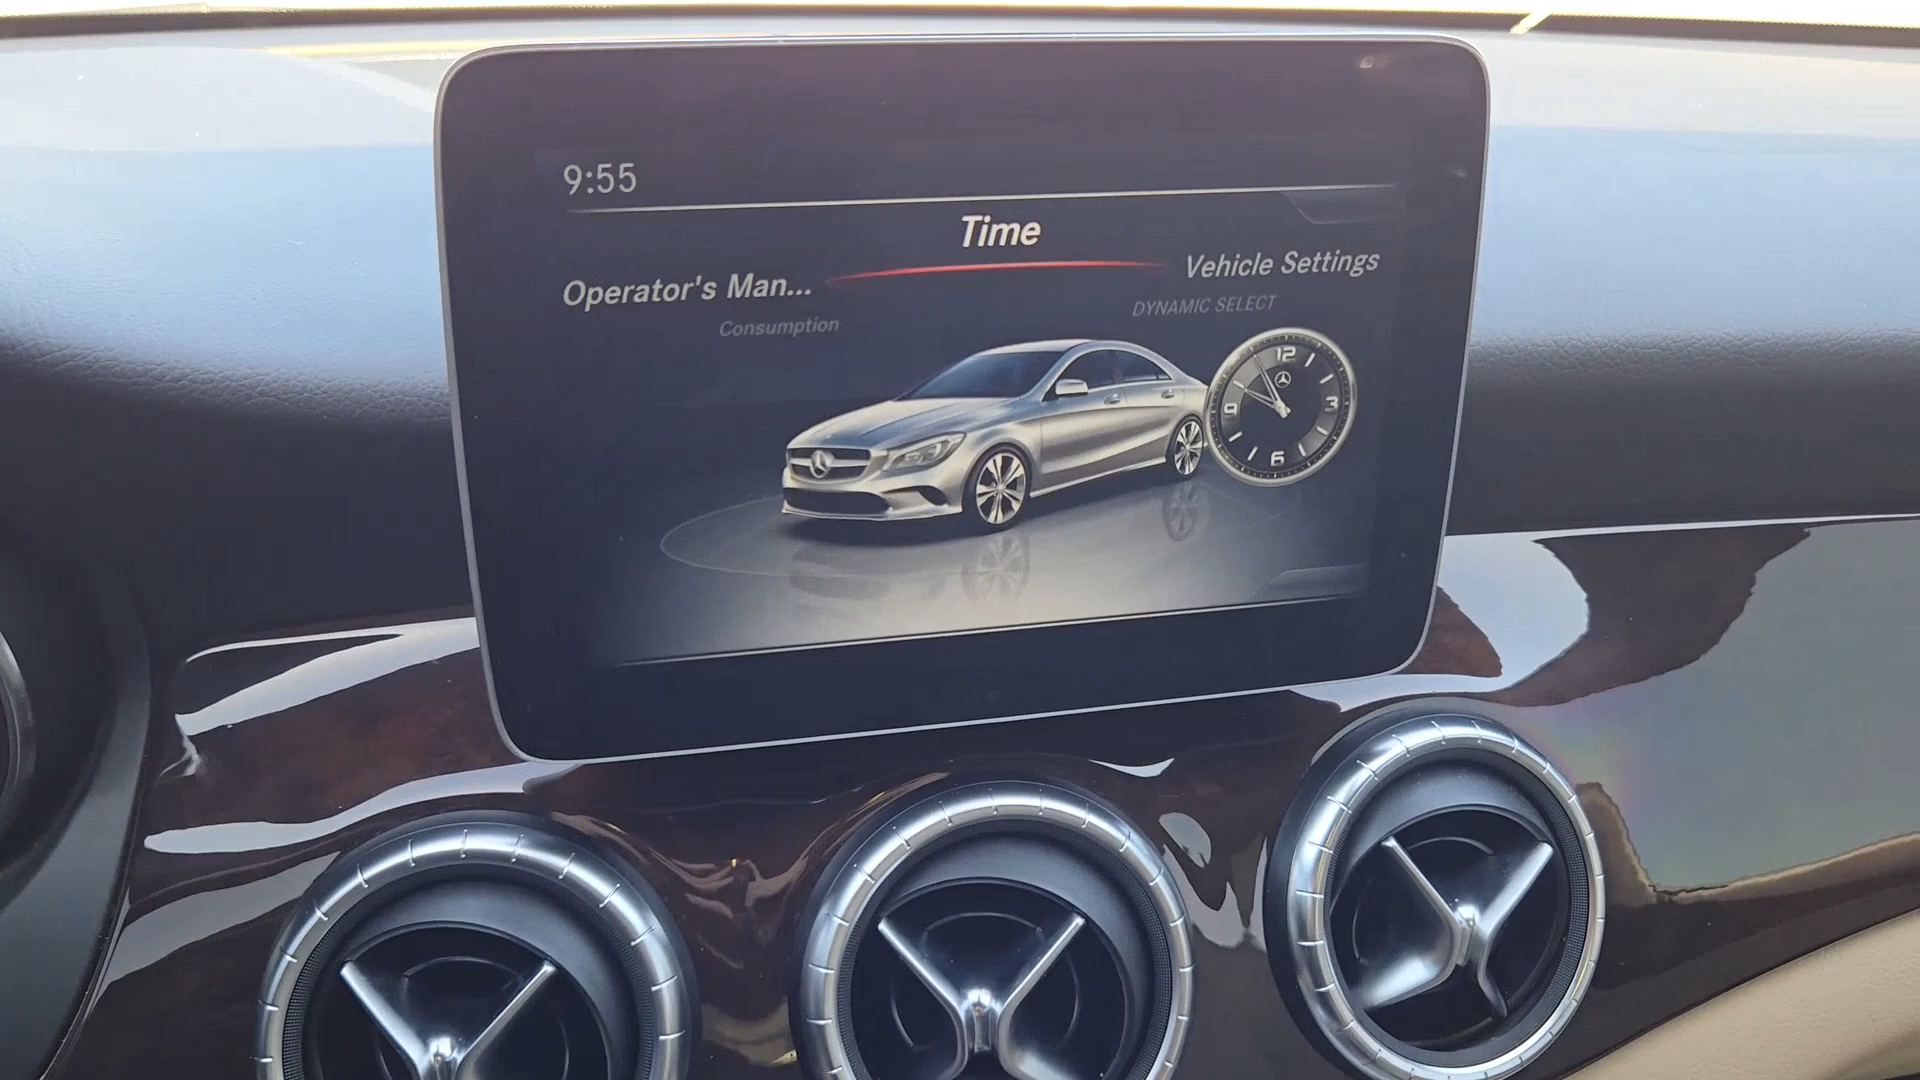 9:55
Time
Operator's Man...
Vehicle Settings
Consumption
DYNAMIC SELECT
12
9
3
6